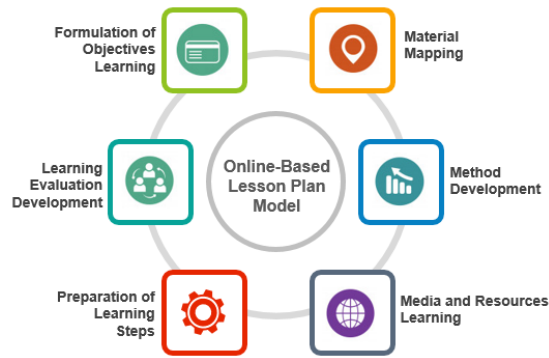 Formulation of
Objectives
Learning
Material
Mapping
Learning
Evaluation
Development
Online-Based
Lesson Plan
Model
Method
Development
Preparation of
Learning
Steps
Media and Resources
Learning